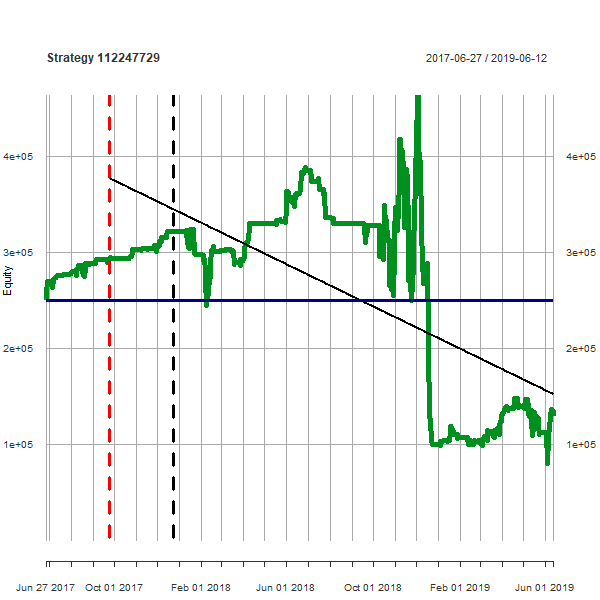 Strategy 112247729
2017-06-27 / 2019-06-12
4e+05
4e+05
3e+05
3e+05
Equity
2e+05
2e+05
1e+05
1e+05
Jun 27 2017
Oct 01 2017
Feb 01 2018
Jun 01 2018
Oct 01 2018
Feb 01 2019
Jun 01 2019